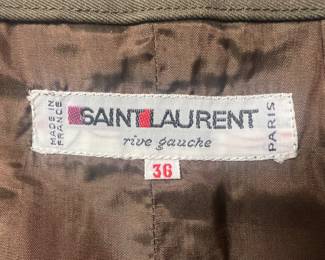 MADE IN
FRANCE
SAINT LAURENT
rive gauche
PARIS
36